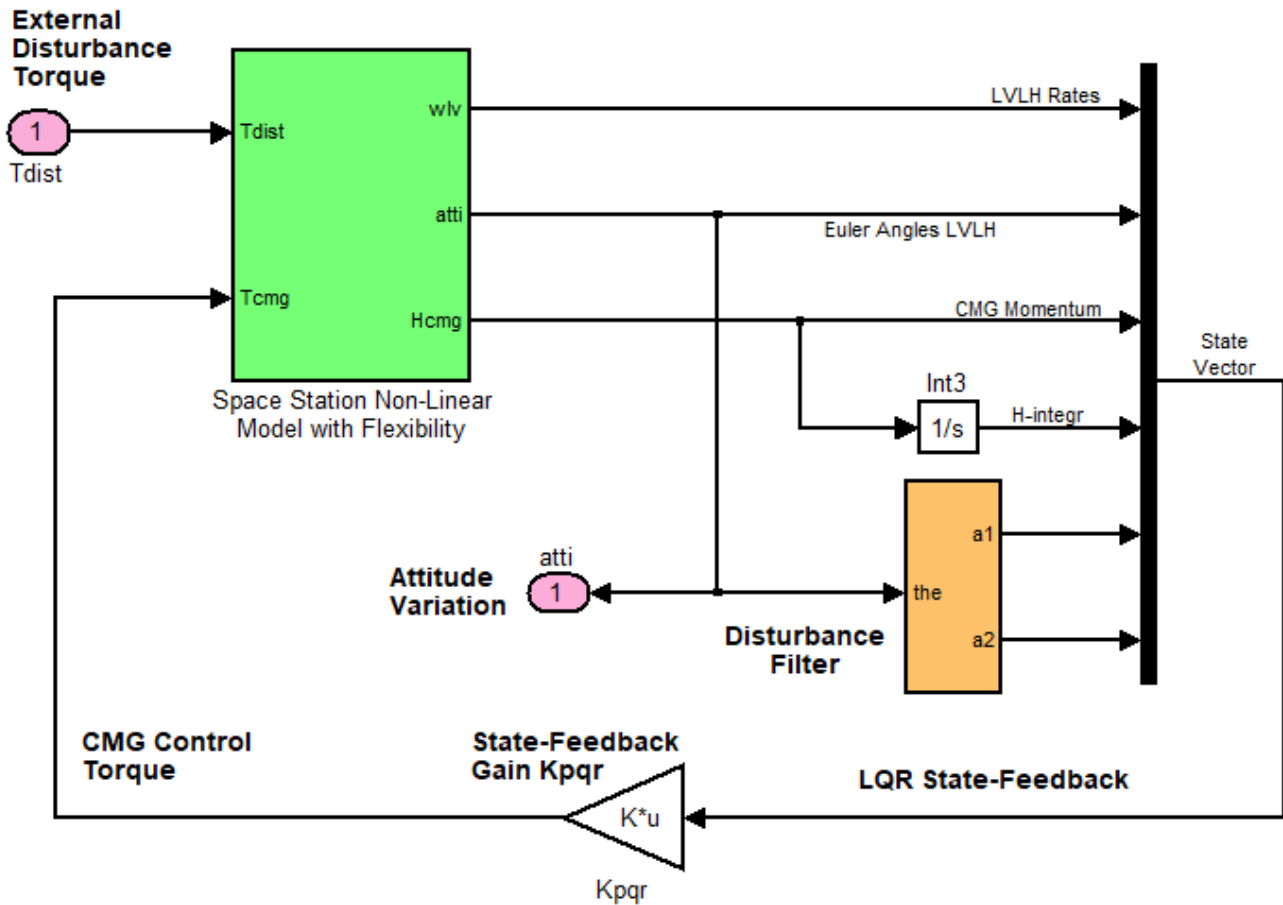 External
Disturbance
Torque
1
Tdist
Tdist
Tcmg
wlv
atti
Hcmg
Space Station Non-Linear
Model with Flexibility
LVLH Rates
Euler Angles LVLH
CMG Momentum
Int3
1/s
H-integr
State
Vector
atti
1
Attitude
Variation
the
a1
a2
Disturbance
Filter
CMG Control
Torque
State-Feedback
Gain Kpqr
K*u
Kpqr
LQR State-Feedback